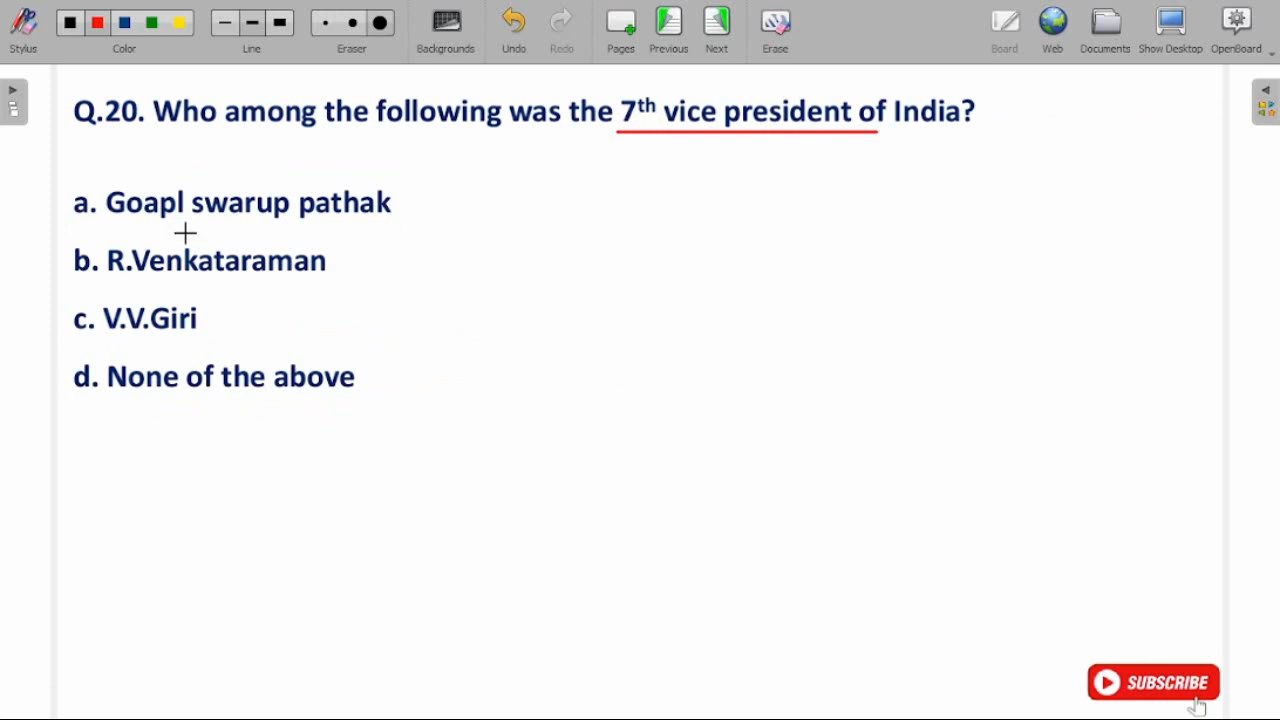 Stylus Color Line Eraser Backgrounds Undo Redo Pages Previous Next Erase Board Web Documents Show Desktop OpenBoard
Q.20. Who among the following was the 7th vice president of India?
a. Goapl swarup pathak
b. R.Venkataraman
c. V.V.Giri
d. None of the above
SUBSCRIBE